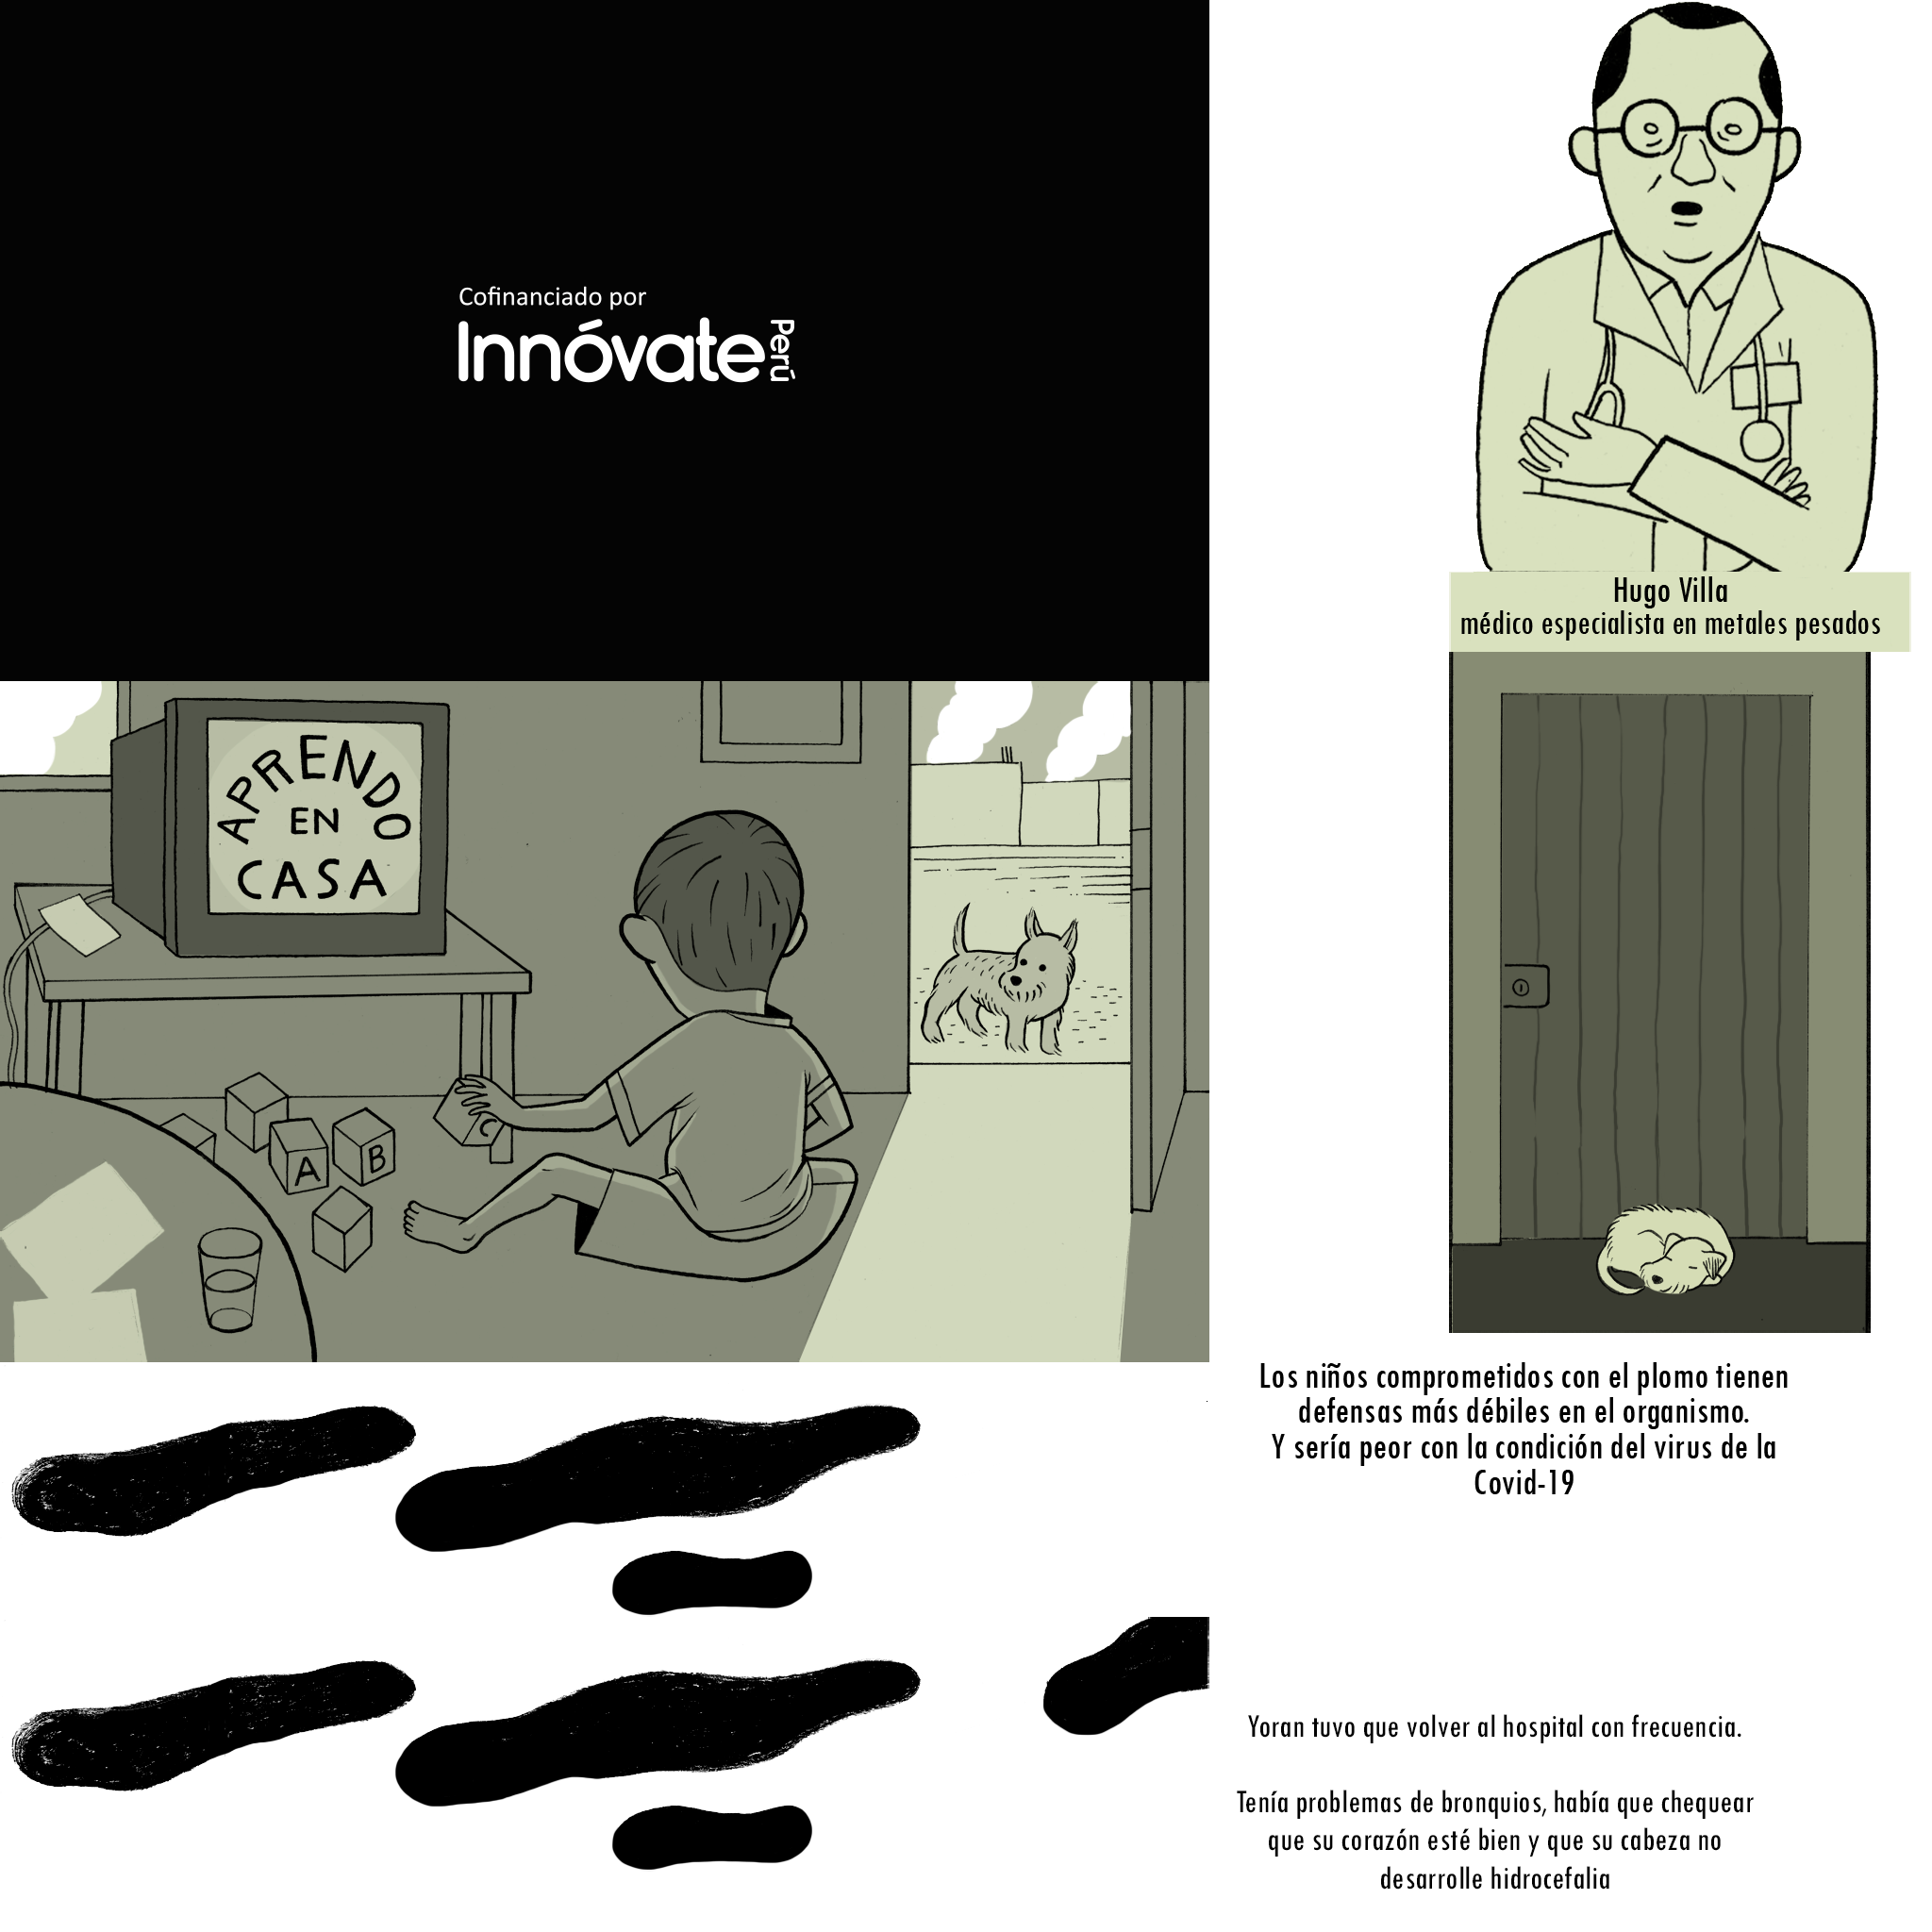 Cofinanciado por
Innóvate Perú
Hugo Villa
médico especialista en metales pesados
APRENDO
EN
CASA
A
B
C
Los niños comprometidos con el plomo tienen
defensas más débiles en el organismo.
Y sería peor con la condición del virus de la
Covid-19
Yoran tuvo que volver al hospital con frecuencia.
Tenía problemas de bronquios, había que chequear
que su corazón esté bien y que su cabeza no
desarrolle hidrocefalia